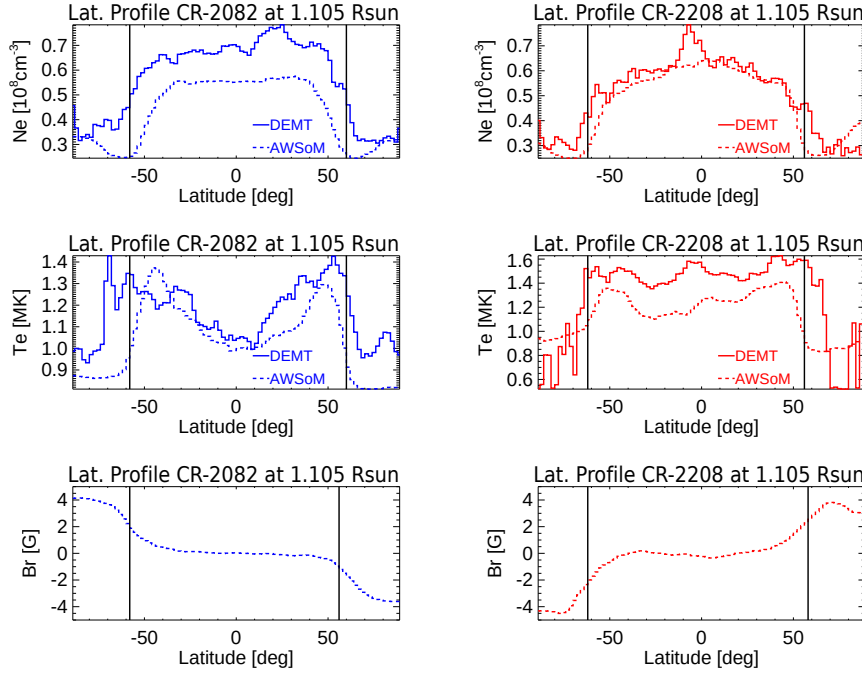 Lat. Profile CR-2082 at 1.105 Rsun
Ne [10⁸cm⁻³]
0.7
0.6
0.5
0.4
0.3
DEMT
AWSoM
-50 0 50
Latitude [deg]
Lat. Profile CR-2208 at 1.105 Rsun
Ne [10⁸cm⁻³]
0.7
0.6
0.5
0.4
0.3
DEMT
AWSoM
-50 0 50
Latitude [deg]
Lat. Profile CR-2082 at 1.105 Rsun
Te [MK]
1.4
1.3
1.2
1.1
1.0
0.9
DEMT
AWSoM
-50 0 50
Latitude [deg]
Lat. Profile CR-2208 at 1.105 Rsun
Te [MK]
1.6
1.4
1.2
1.0
0.8
0.6
DEMT
AWSoM
-50 0 50
Latitude [deg]
Lat. Profile CR-2082 at 1.105 Rsun
Br [G]
4
2
0
-2
-4
-50 0 50
Latitude [deg]
Lat. Profile CR-2208 at 1.105 Rsun
Br [G]
4
2
0
-2
-4
-50 0 50
Latitude [deg]